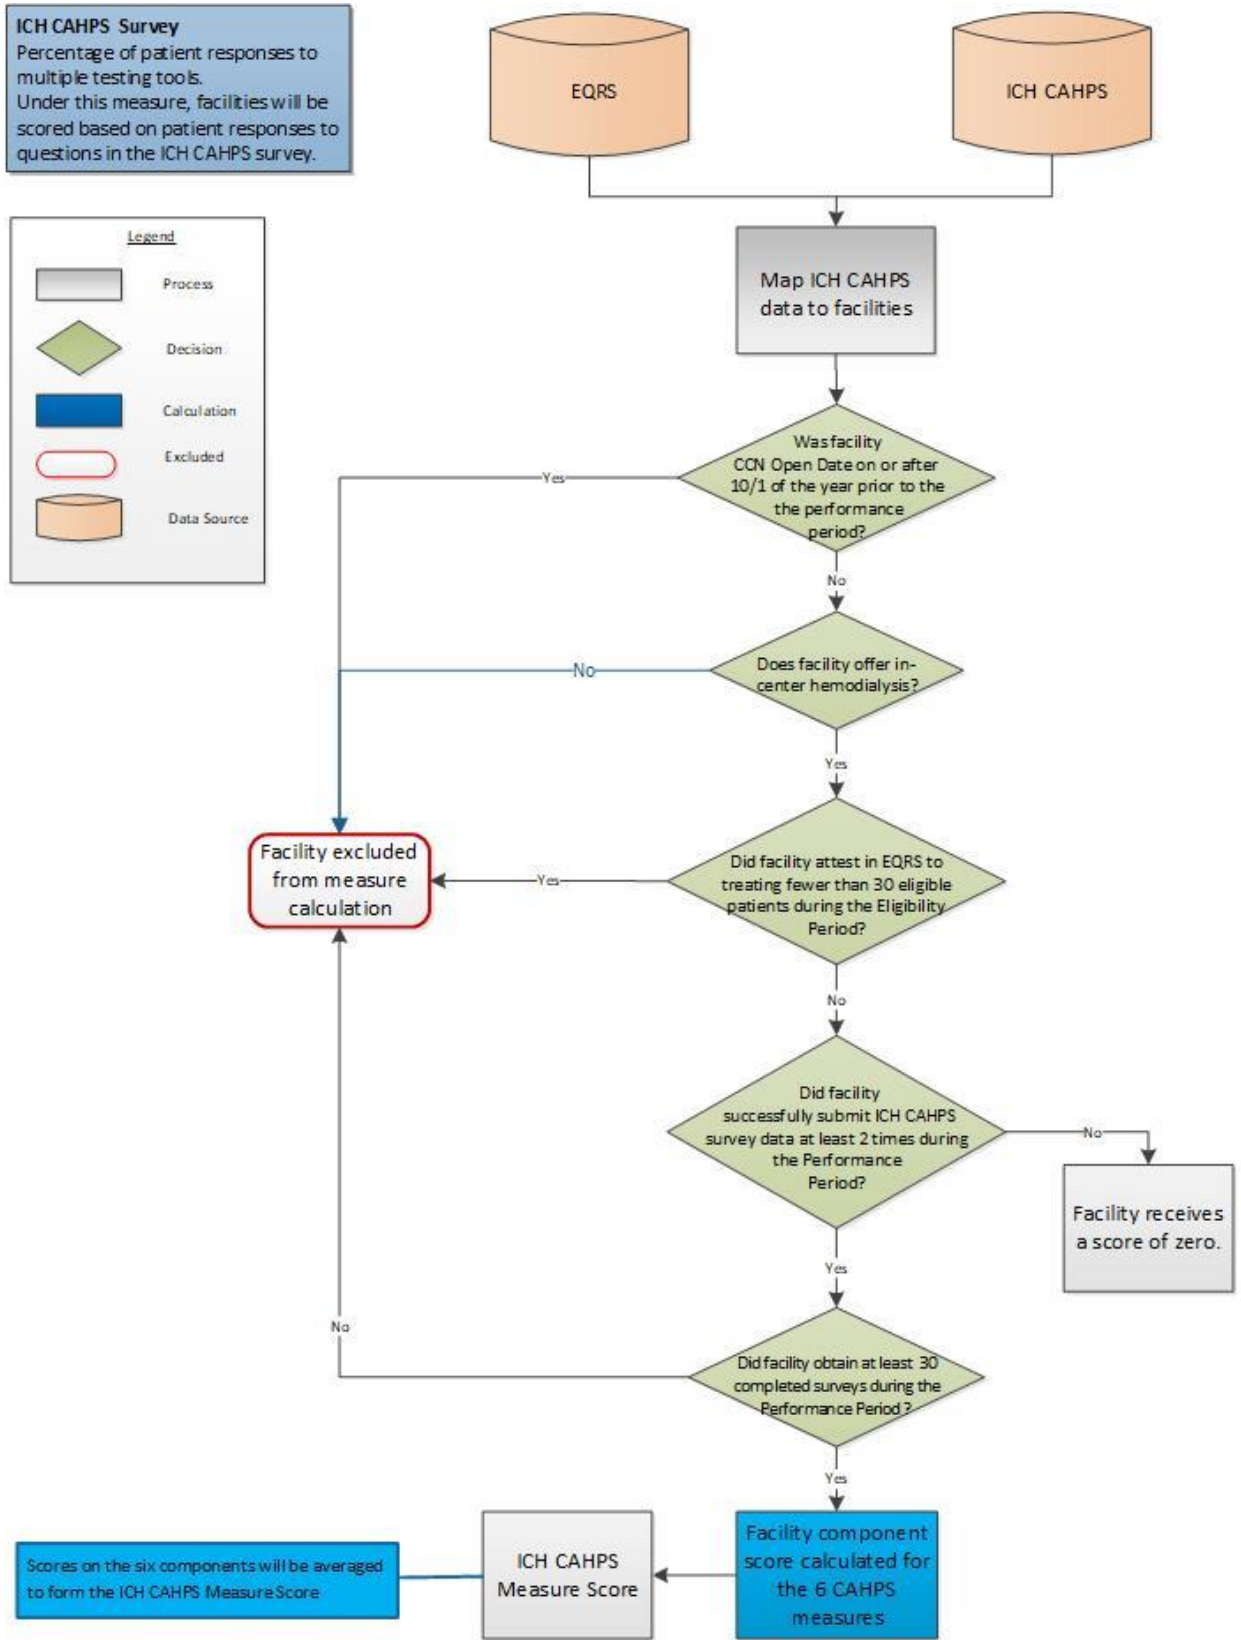 ICH CAHPS Survey
Percentage of patient responses to
multiple testing tools.
Under this measure, facilities will be
scored based on patient responses to
questions in the ICH CAHPS survey.
EQRS
ICH CAHPS
Legend
Process
Decision
Calculation
Excluded
Data Source
Map ICH CAHPS
data to facilities
Was facility
CCN Open Date on or after
10/1 of the year prior to the
the performance
period?
Yes
No
Does facility offer in-
center hemodialysis?
No
Yes
Facility excluded
from measure
calculation
Yes
Did facility attest in EQRS to
treating fewer than 30 eligible
patients during the Eligibility
Period?
No
Did facility
successfully submit ICH CAHPS
survey data at least 2 times during
the Performance
Period?
No
Facility receives
a score of zero.
Yes
No
Did facility obtain at least 30
completed surveys during the
Performance Period?
Yes
Facility component
score calculated for
the 6 CAHPS
measures
ICH CAHPS
Measure Score
Scores on the six components will be averaged
to form the ICH CAHPS Measure Score